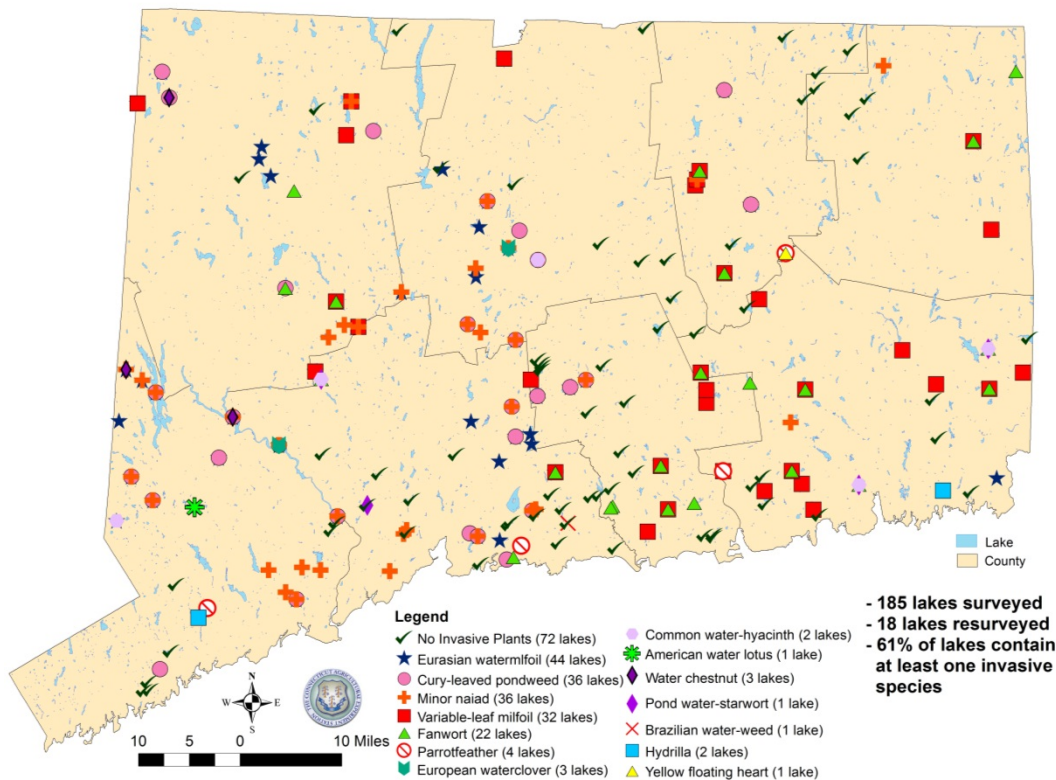 Lake
County
- 185 lakes surveyed
- 18 lakes resurveyed
- 61% of lakes contain
at least one invasive
species
Legend
No Invasive Plants (72 lakes)
Eurasian watermlfoil (44 lakes)
Cury-leaved pondweed (36 lakes)
Minor naiad (36 lakes)
Variable-leaf milfoil (32 lakes)
Fanwort (22 lakes)
Parrotfeather (4 lakes)
European waterclover (3 lakes)
Common water-hyacinth (2 lakes)
American water lotus (1 lake)
Water chestnut (3 lakes)
Pond water-starwort (1 lake)
Brazilian water-weed (1 lake)
Hydrilla (2 lakes)
Yellow floating heart (1 lake)
N
W E
S
10 5 0 10 Miles